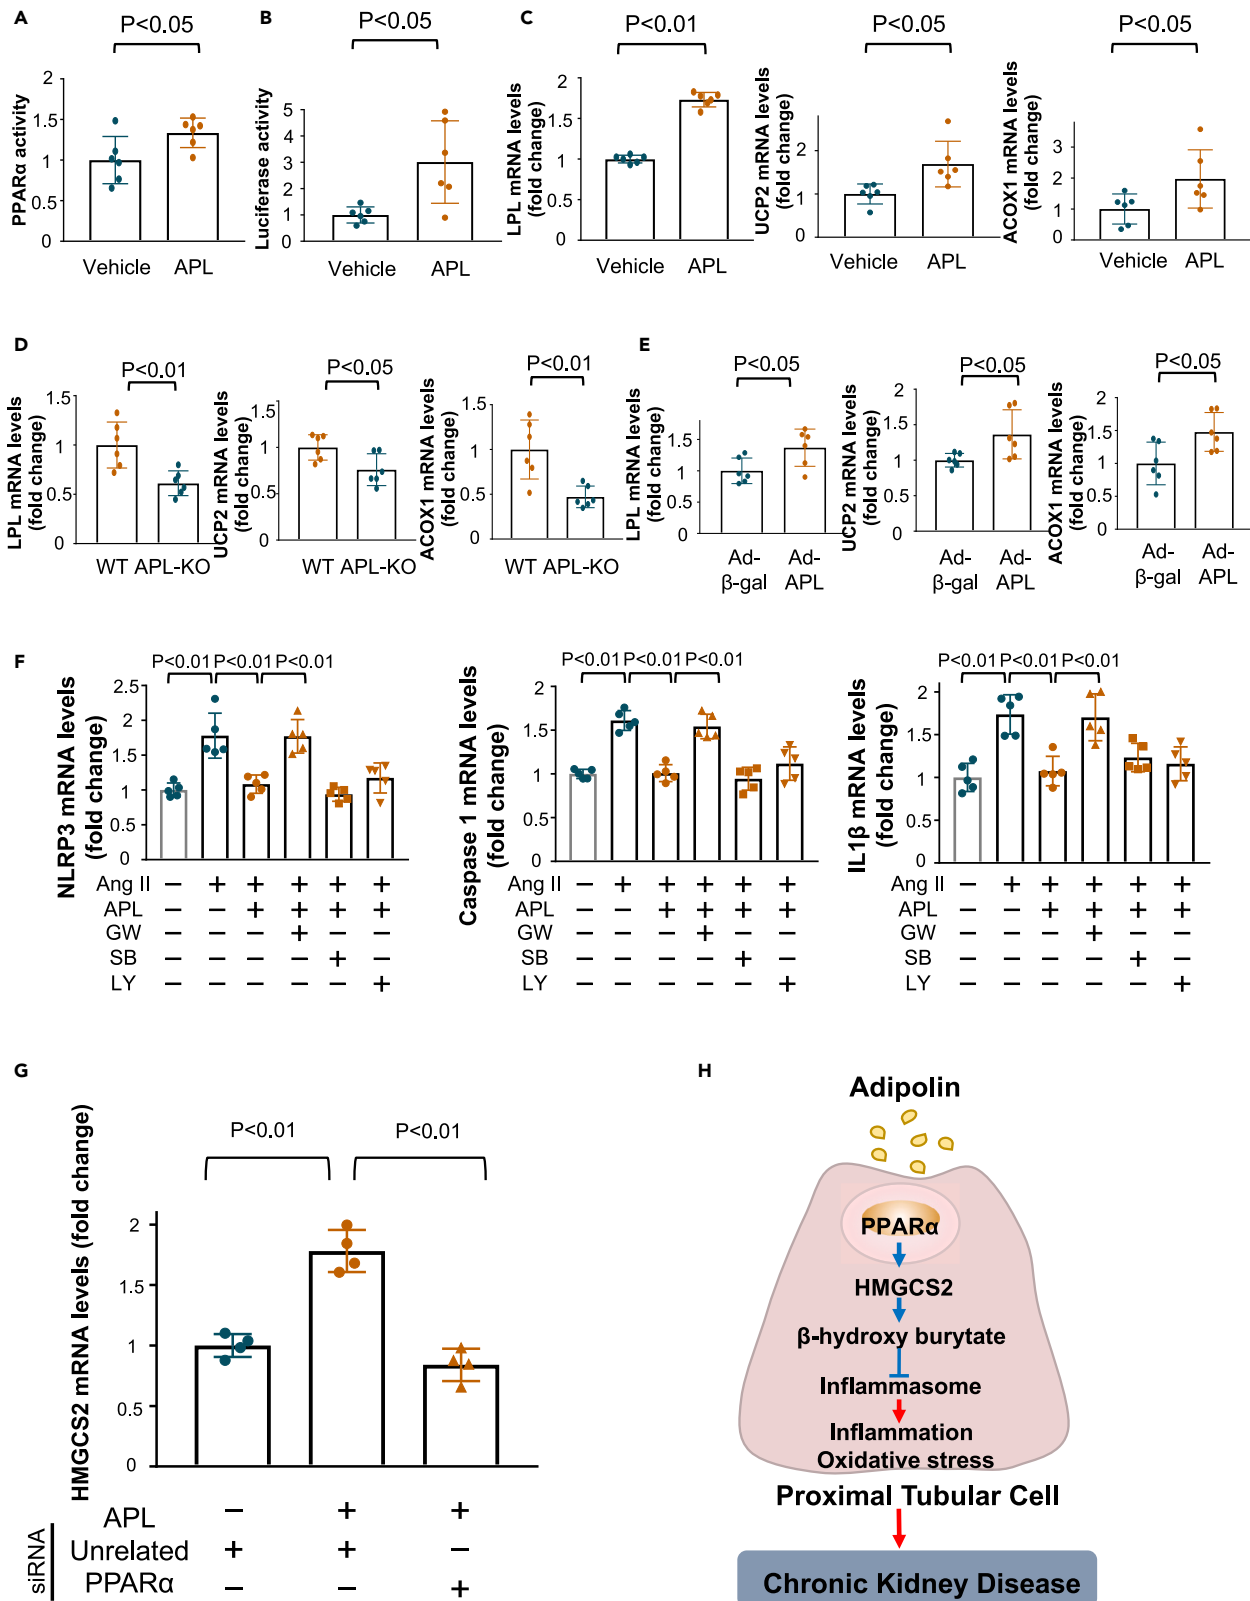 A
P<0.05
PPARα activity
2
1.5
1
0.5
0
Vehicle APL
B
P<0.05
Luciferase activity
5
4
3
2
1
0
Vehicle APL
C
P<0.01
LPL mRNA levels
(fold change)
2
1.5
1
0.5
0
Vehicle APL
P<0.05
UCP2 mRNA levels
(fold change)
2
1
0
Vehicle APL
P<0.05
ACOX1 mRNA levels
(fold change)
4
3
2
1
0
Vehicle APL
D
P<0.01
LPL mRNA levels
(fold change)
1.5
1
0.5
0
WT APL-KO
P<0.05
UCP2 mRNA levels
(fold change)
1.5
1
0.5
0
WT APL-KO
P<0.01
ACOX1 mRNA levels
(fold change)
1.5
1
0.5
0
WT APL-KO
E
P<0.05
LPL mRNA levels
(fold change)
1.5
1
0.5
0
Ad- Ad-
β-gal APL
P<0.05
UCP2 mRNA levels
(fold change)
2
1.5
1
0.5
0
Ad- Ad-
β-gal APL
P<0.05
ACOX1 mRNA levels
(fold change)
2
1.5
1
0.5
0
Ad- Ad-
β-gal APL
F
P<0.01 P<0.01 P<0.01
NLRP3 mRNA levels
(fold change)
2.5
2
1.5
1
0.5
0
Ang II – + + + + +
APL – – + + + +
GW – – – + – –
SB – – – – + –
LY – – – – – +
P<0.01 P<0.01 P<0.01
Caspase 1 mRNA levels
(fold change)
2
1.5
1
0.5
0
Ang II – + + + + +
APL – – + + + +
GW – – – + – –
SB – – – – + –
LY – – – – – +
P<0.01 P<0.01 P<0.01
IL1β mRNA levels
(fold change)
2
1.5
1
0.5
0
Ang II – + + + + +
APL – – + + + +
GW – – – + – –
SB – – – – + –
LY – – – – – +
G
P<0.01 P<0.01
HMGCS2 mRNA levels (fold change)
2
1.5
1
0.5
0
APL – + +
siRNA
Unrelated + + –
PPARα – – +
H
Adipolin
PPARα
HMGCS2
β-hydroxy burytate
Inflammasome
Inflammation
Oxidative stress
Proximal Tubular Cell
Chronic Kidney Disease